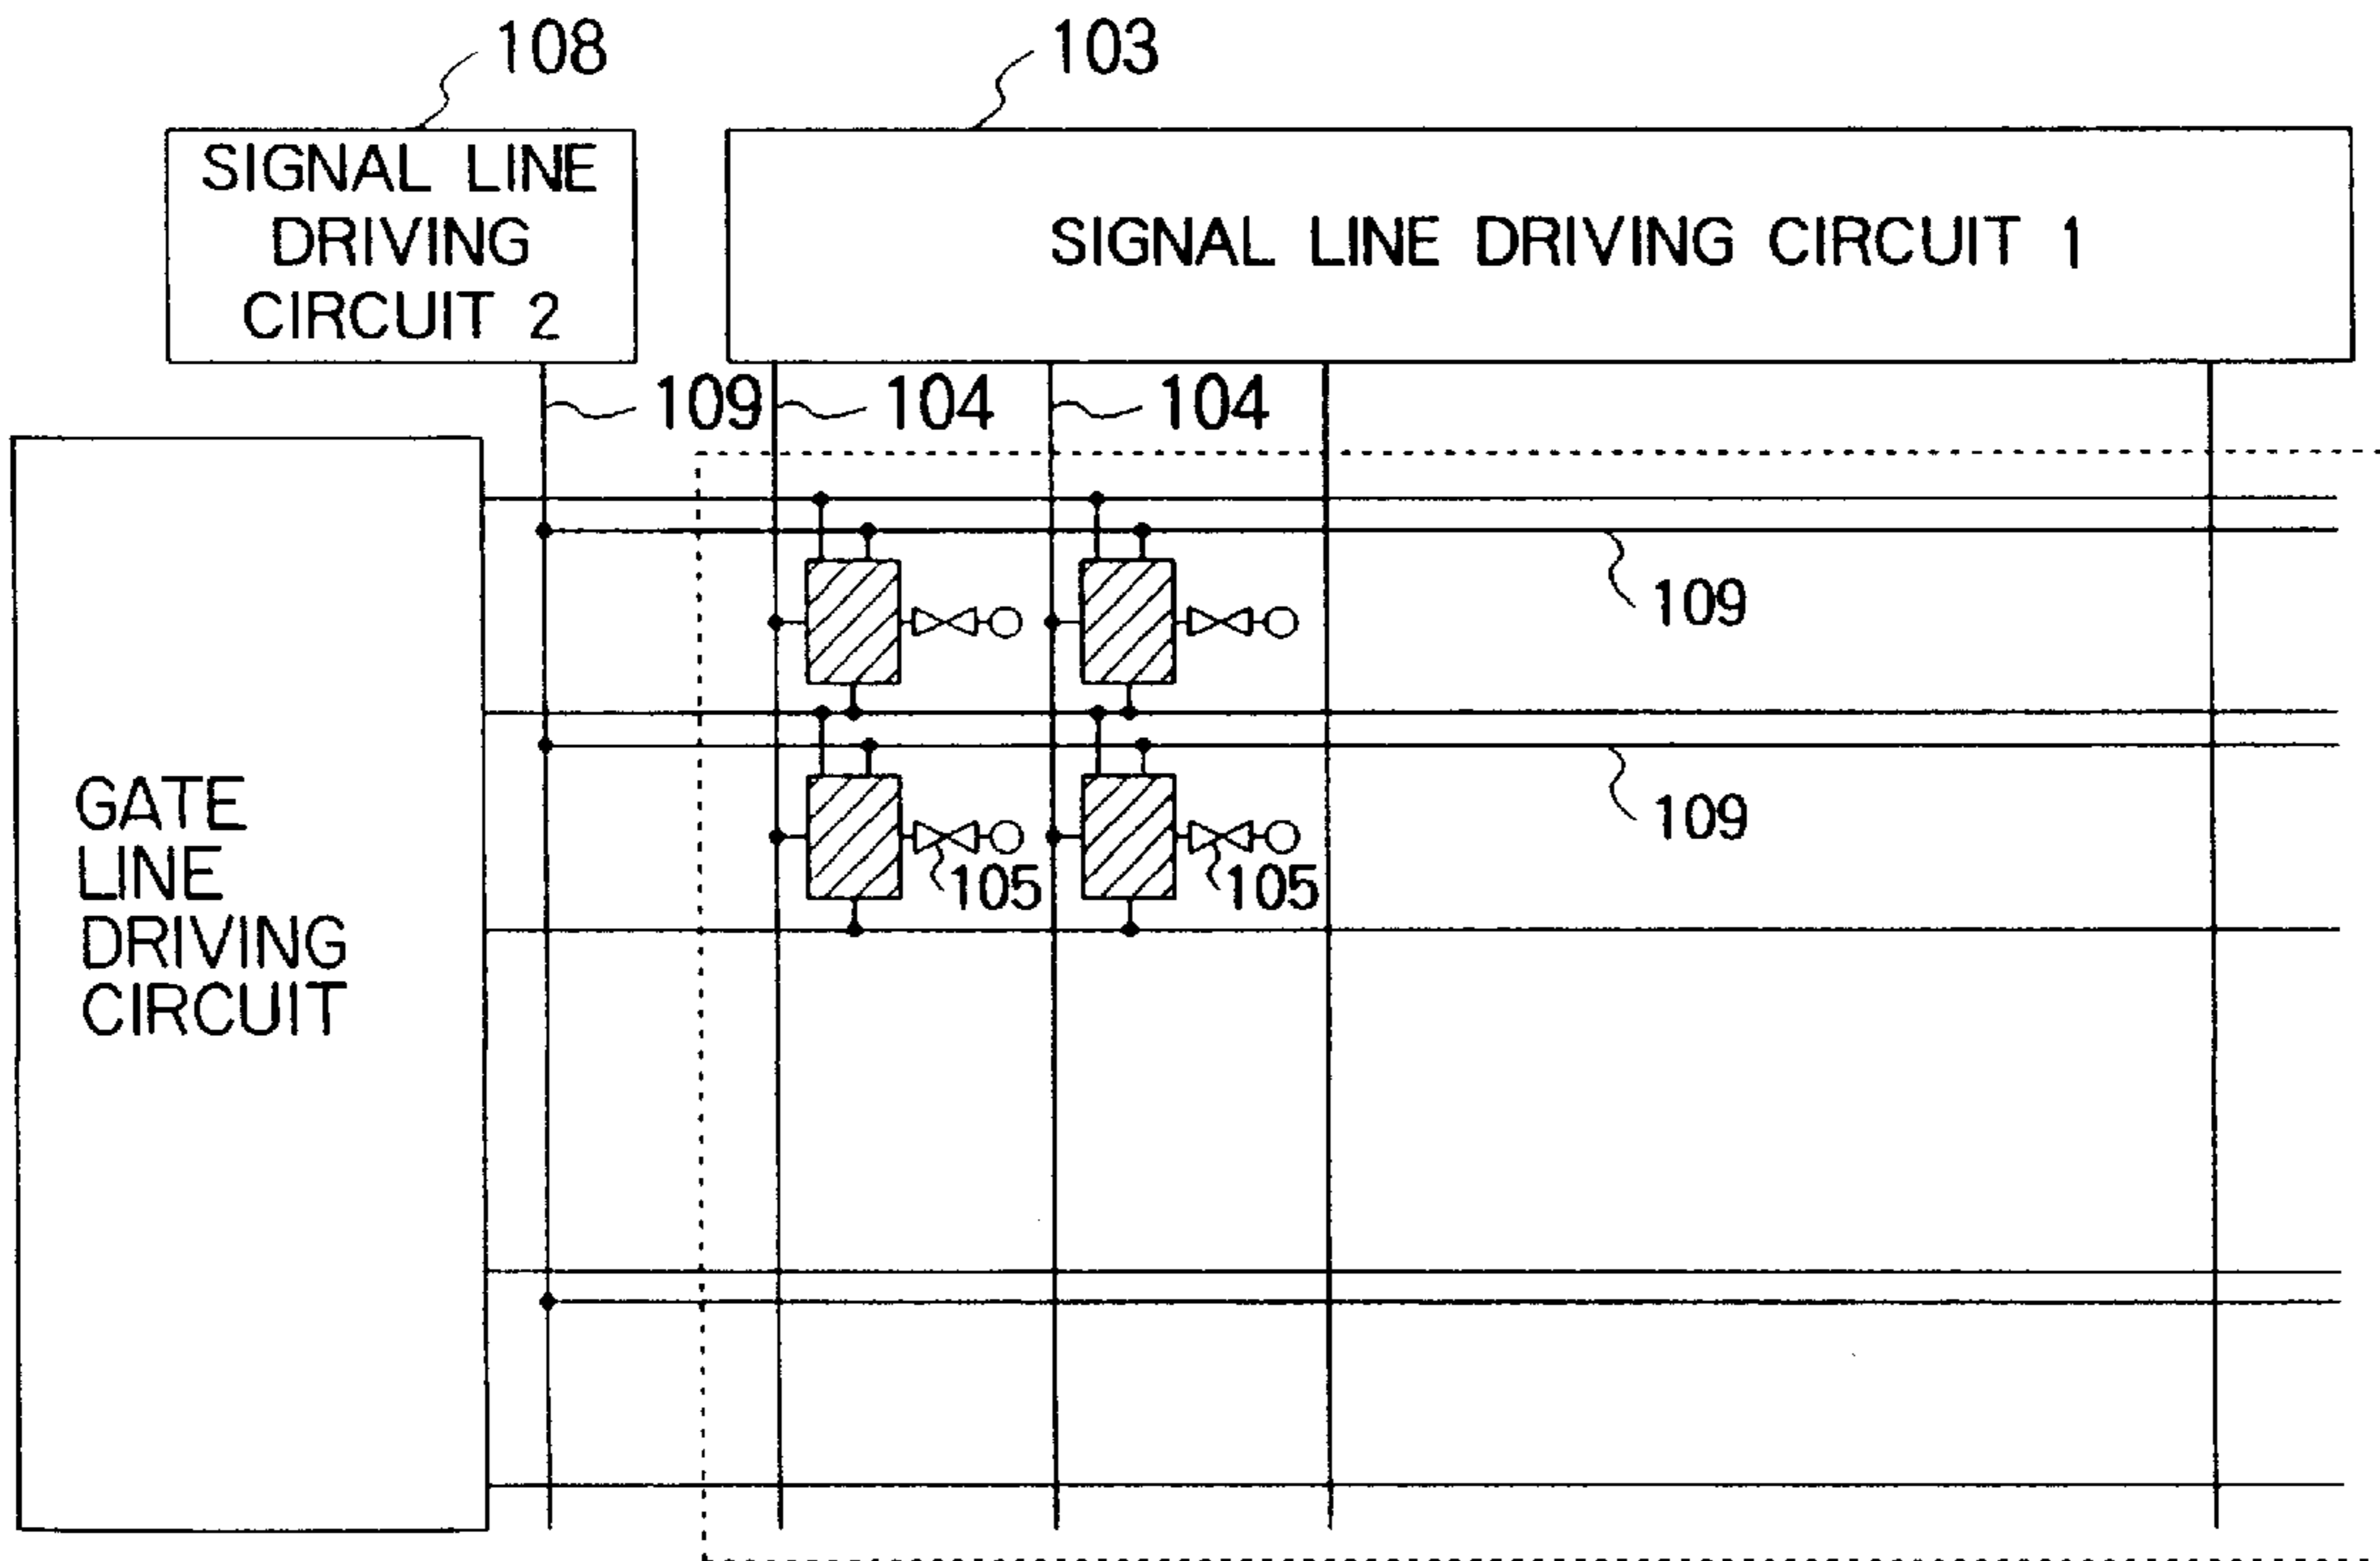 108
103
SIGNAL LINE
DRIVING
CIRCUIT 2
SIGNAL LINE DRIVING CIRCUIT 1
109
104
104
109
109
GATE
LINE
DRIVING
CIRCUIT
105
105